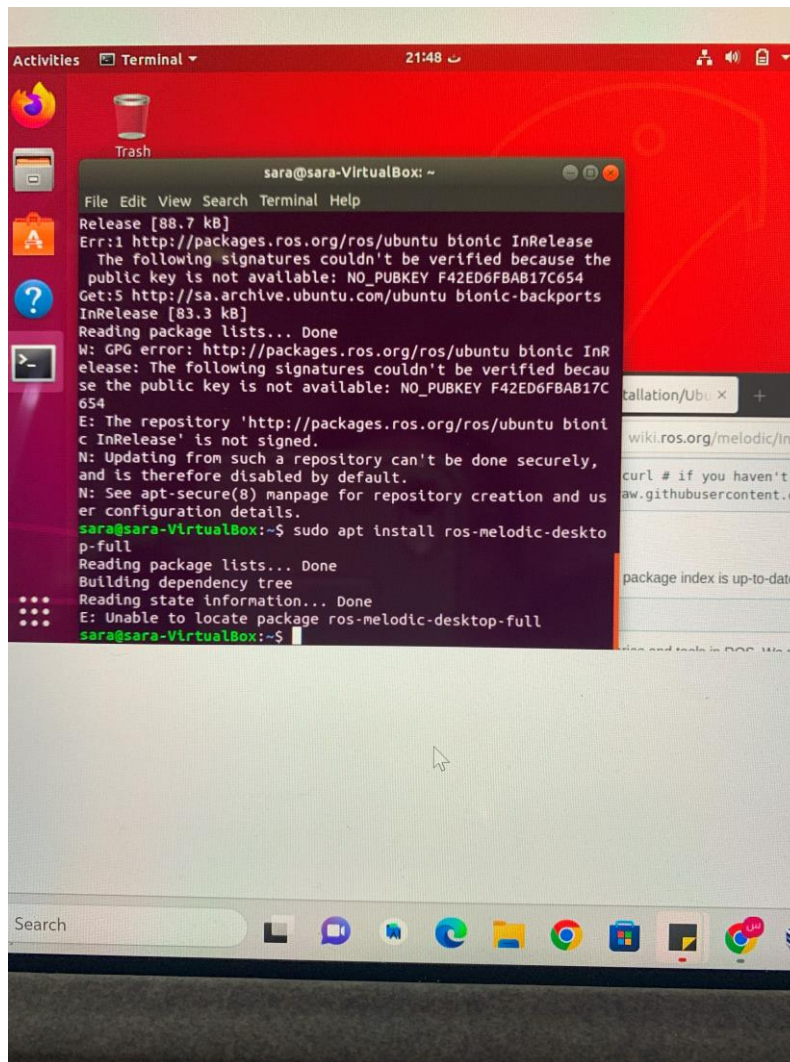 Activities Terminal
21:48 ث
Trash
sara@sara-VirtualBox: ~
File Edit View Search Terminal Help
Release [88.7 kB]
Err:1 http://packages.ros.org/ros/ubuntu bionic InRelease
The following signatures couldn't be verified because the
public key is not available: NO_PUBKEY F42ED6FBAB17C654
Get:5 http://sa.archive.ubuntu.com/ubuntu bionic-backports
InRelease [83.3 kB]
Reading package lists... Done
W: GPG error: http://packages.ros.org/ros/ubuntu bionic InR
elease: The following signatures couldn't be verified becau
se the public key is not available: NO_PUBKEY F42ED6FBAB17C
654
E: The repository 'http://packages.ros.org/ros/ubuntu bioni
c InRelease' is not signed.
N: Updating from such a repository can't be done securely,
and is therefore disabled by default.
N: See apt-secure(8) manpage for repository creation and us
er configuration details.
sara@sara-VirtualBox:~$ sudo apt install ros-melodic-deskto
p-full
Reading package lists... Done
Building dependency tree
Reading state information... Done
E: Unable to locate package ros-melodic-desktop-full
sara@sara-VirtualBox:~$
tallation/Ubu
wiki.ros.org/melodic/In
curl # if you haven't
aw.githubusercontent.
package index is up-to-dat
Search